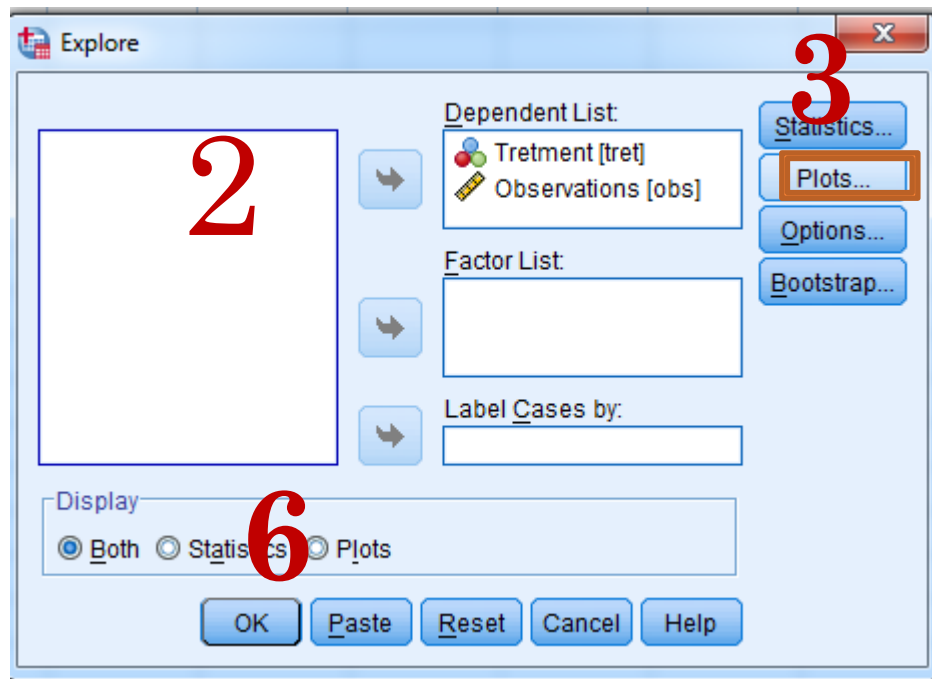 Explore
3
2
Dependent List:
Tretment [tret]
Observations [obs]
Statistics...
Plots...
Options...
Bootstrap...
Factor List:
Label Cases by:
Display
6
Both Statistics Plots
OK Paste Reset Cancel Help